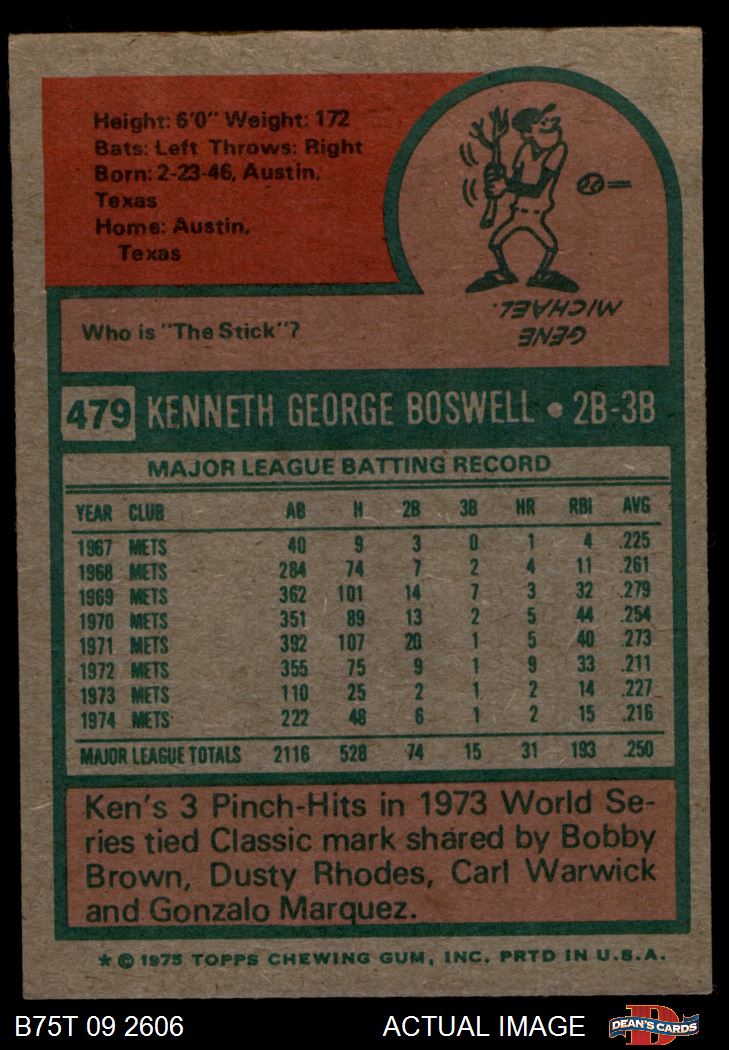 Height: 6'0" Weight: 172
Bats: Left Throws: Right
Born: 2-23-46, Austin,
Texas
Home: Austin,
Texas
Who is "The Stick"?
GENE
MICHAEL.
479 KENNETH GEORGE BOSWELL • 2B-3B
MAJOR LEAGUE BATTING RECORD
YEAR CLUB AB H 2B 3B HR RBI AVG
1967 METS 40 9 3 0 1 4 .225
1968 METS 284 74 7 2 4 11 .261
1969 METS 362 101 14 7 3 32 .279
1970 METS 351 89 13 2 5 44 .254
1971 METS 392 107 20 1 5 40 .273
1972 METS 355 75 9 1 9 33 .211
1973 METS 110 25 2 1 2 14 .227
1974 METS 222 48 6 1 2 15 .216
MAJOR LEAGUE TOTALS 2116 528 74 15 31 193 .250
Ken's 3 Pinch-Hits in 1973 World Se-
ries tied Classic mark shared by Bobby
Brown, Dusty Rhodes, Carl Warwick
and Gonzalo Marquez.
* © 1975 TOPPS CHEWING GUM, INC. PRTD IN U.S.A.
B75T 09 2606 ACTUAL IMAGE D DEAN'S CARDS